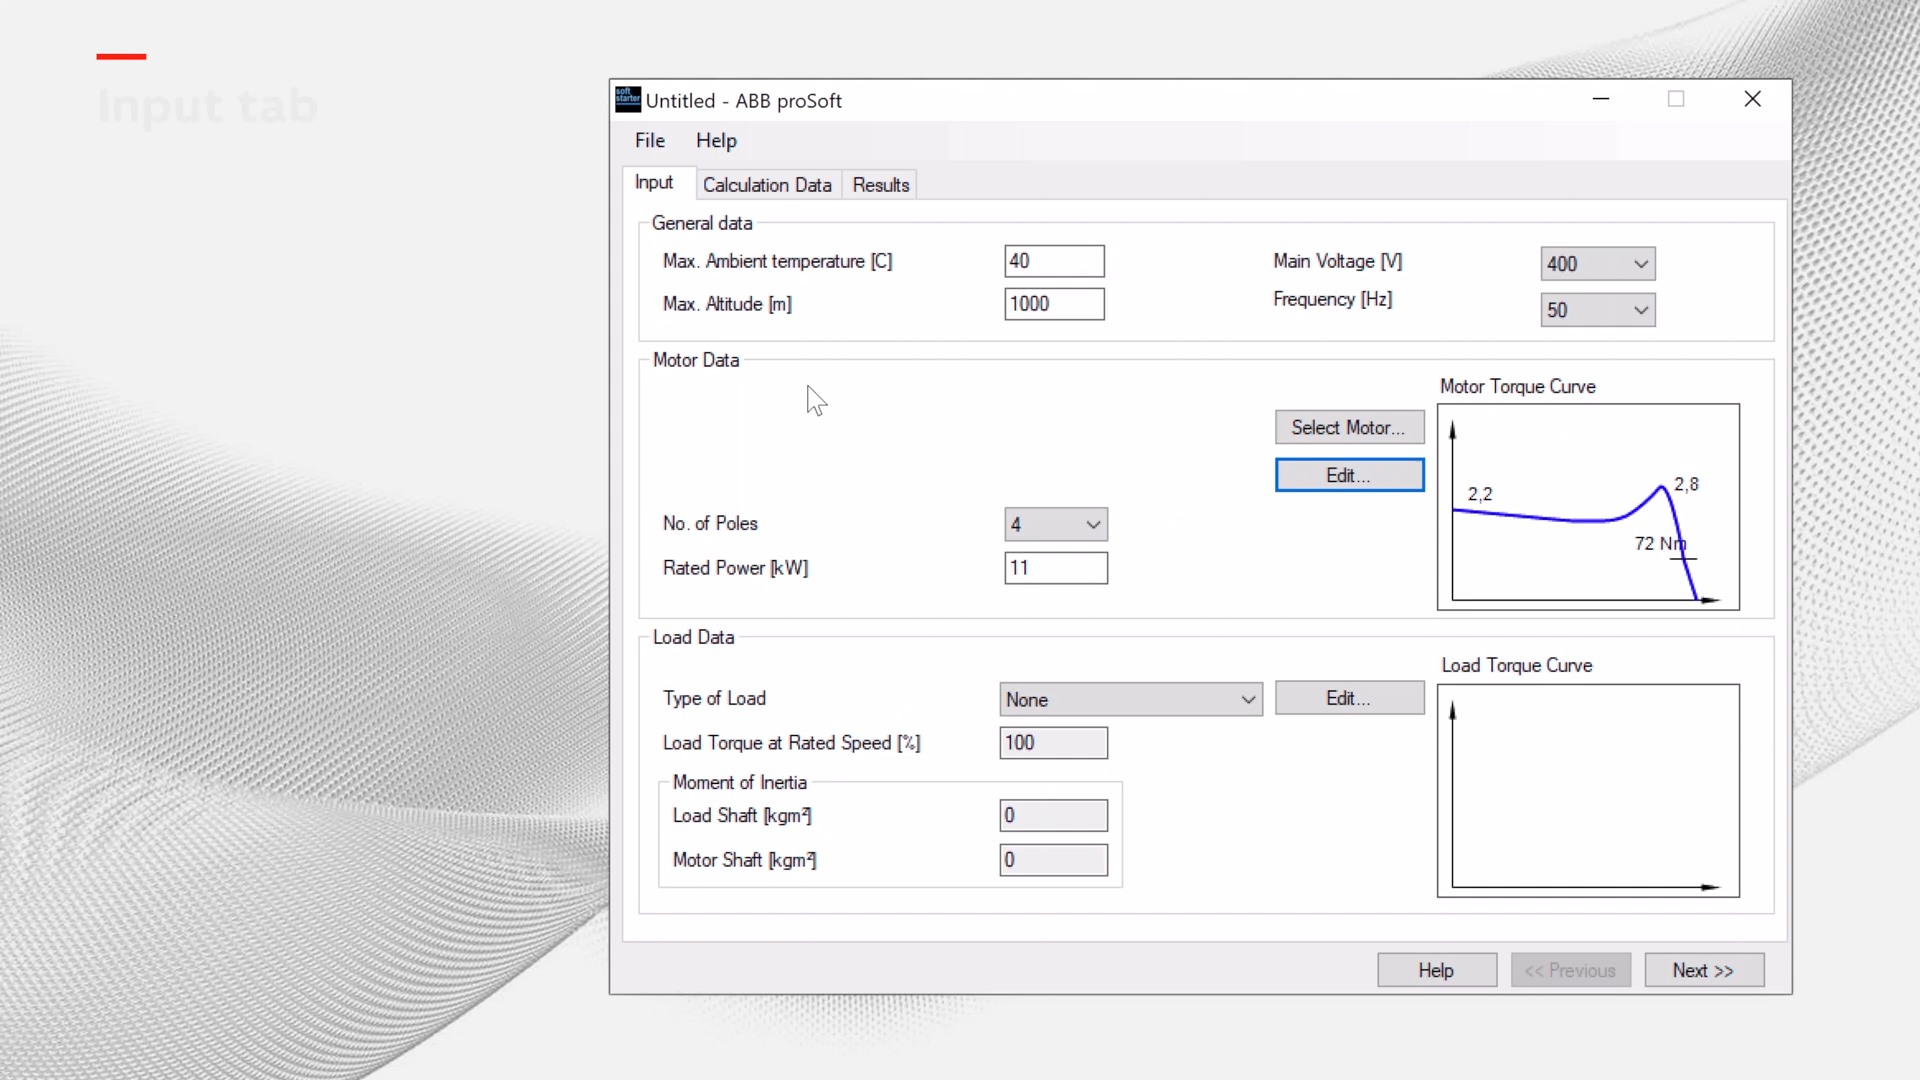 Input tab
soft
starter
Untitled - ABB proSoft
File Help
Input Calculation Data Results
General data
Max. Ambient temperature [C] 40 Main Voltage [V] 400
Max. Altitude [m] 1000 Frequency [Hz] 50
Motor Data
Motor Torque Curve
Select Motor...
Edit...
2,2 2,8
No. of Poles 4
72 Nm
Rated Power [kW] 11
Load Data
Load Torque Curve
Type of Load None Edit...
Load Torque at Rated Speed [%] 100
Moment of Inertia
Load Shaft [kgm²] 0
Motor Shaft [kgm²] 0
Help << Previous Next >>